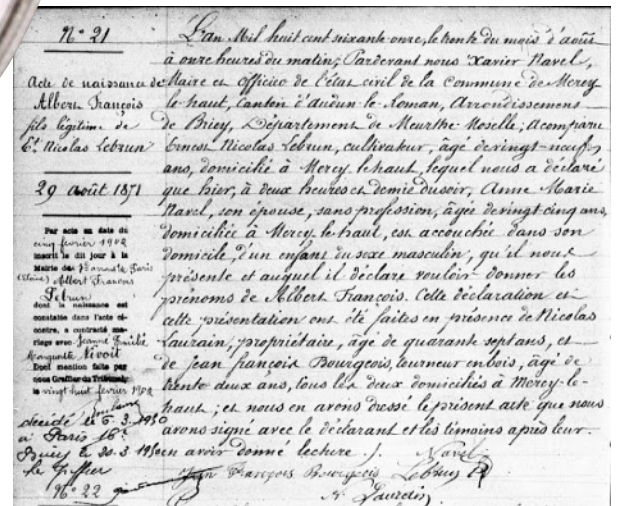 N° 21
Acte de naissance de
Albert François
fils légitime de
Et Nicolas Lebrun
29 août 1871
Par acte en date du
cinq février 1902
inscrit le dit jour à la
Mairie de Paris
(Seine) Albert François
Lebrun
dont la naissance est
constatée dans l'acte ci-
contre, a contracté ma-
riage avec Jeanne Emilie
Marguerite Nivoit
Dont mention faite par
nous Greffier du Tribunal,
le vingt huit février 1902
décédé le 6. 3. 1950
à Paris 16e
Briey le 20. 3. 1950
le Greffier
N° 22
L'an Mil huit cent soixante onze, le trente du mois d'août
à onze heures du matin, Pardevant nous Xavier Navel,
Maire et Officier de l'état civil de la Commune de Mercy
le haut, Canton d'Audun-le-Roman, Arrondissement
de Briey, Département de Meurthe Moselle; a comparu
Ernest Nicolas Lebrun, cultivateur, âgé de vingt-neuf
ans, domicilié à Mercy-le-haut, lequel nous a déclaré
que hier, à deux heures et demie du soir, Anne Marie
Navel, son épouse, sans profession, âgée de vingt cinq ans,
domiciliée à Mercy-le-haut, est accouchée dans son
domicile, d'un enfant du sexe masculin, qu'il nous
présente et auquel il déclare vouloir donner les
prénoms de Albert François. Cette déclaration et
cette présentation ont été faites en présence de Nicolas
Laurain, propriétaire, âgé de quarante sept ans, et
de Jean françois Bourgeois, tourneur en bois, âgé de
trente deux ans, tous les deux domiciliés à Mercy-le-
haut; et nous en avons dressé le présent acte que nous
avons signé avec le déclarant et les témoins après leur
en avoir donné lecture ./. Navel
Jean François Bourgeois Lebrun
N. Laurain